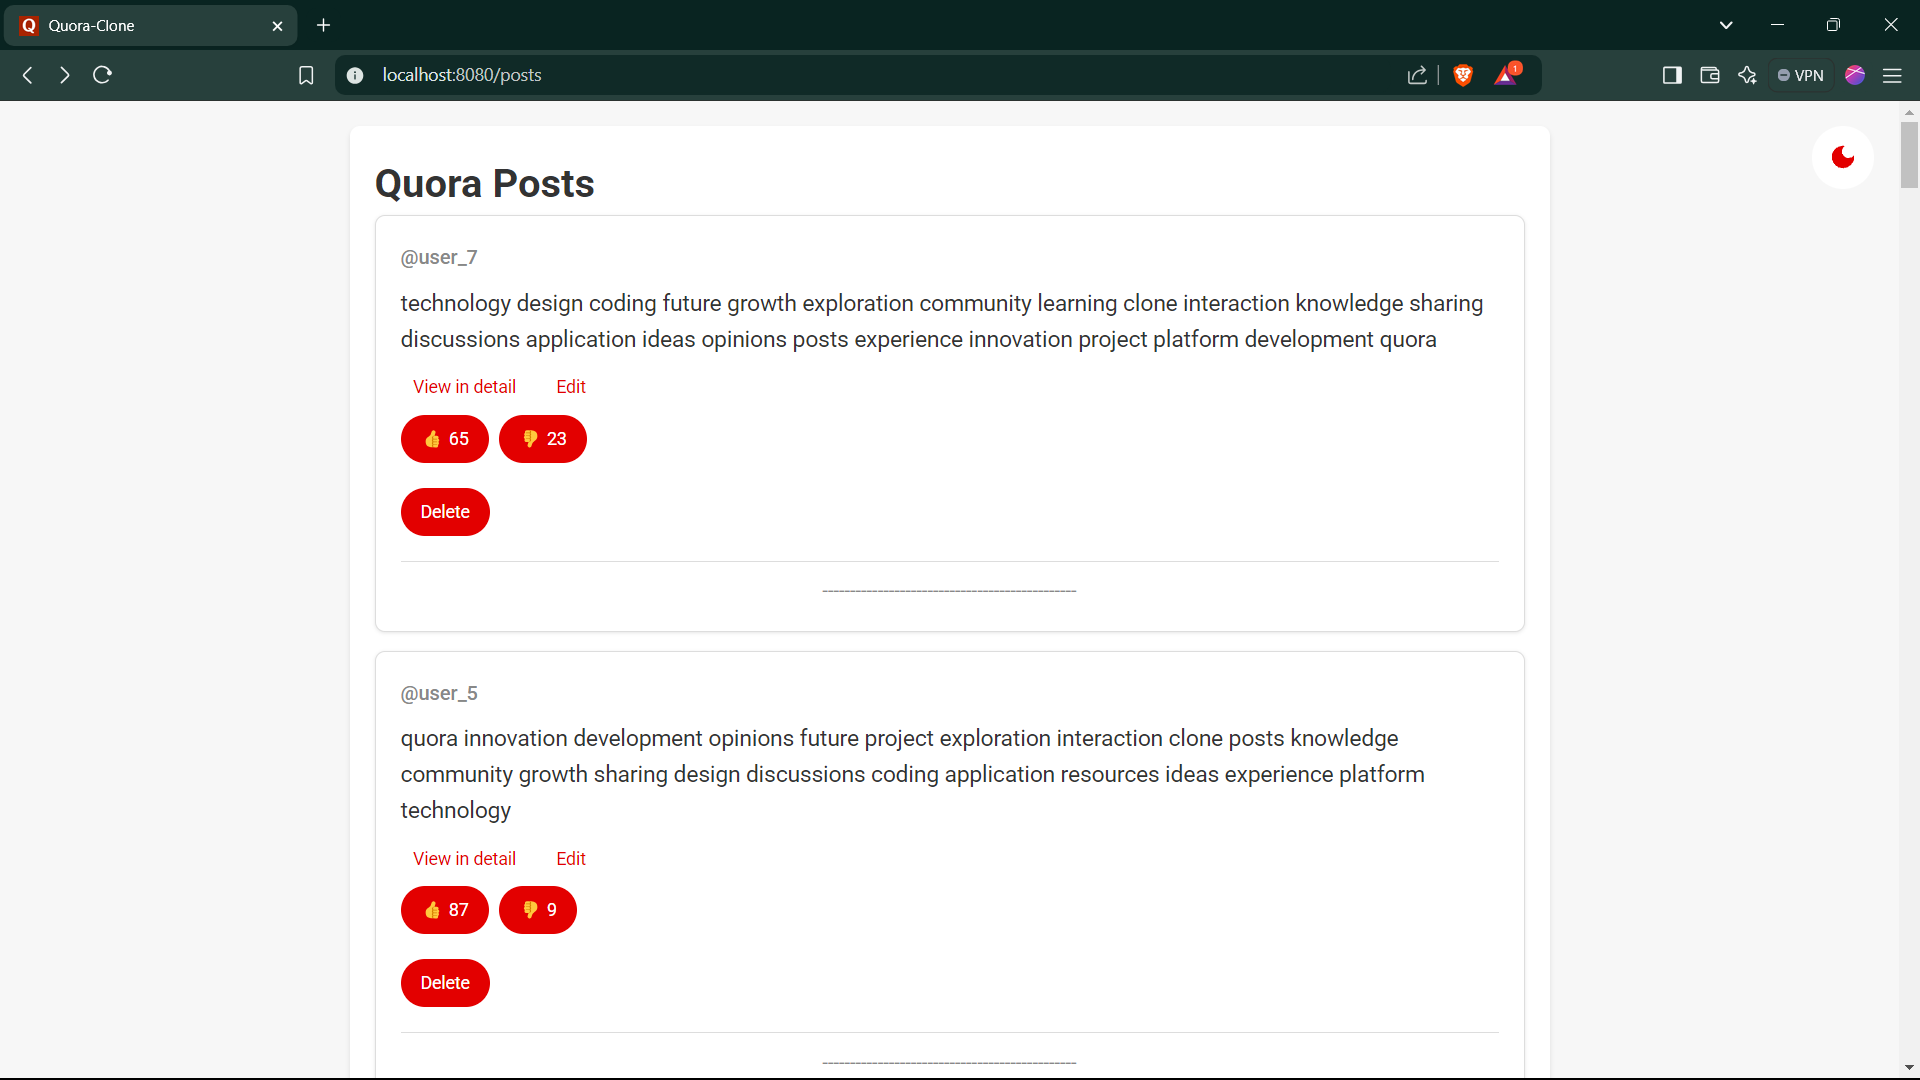 Quora-Clone
localhost:8080/posts
1
VPN
Quora Posts
@user_7
technology design coding future growth exploration community learning clone interaction knowledge sharing
discussions application ideas opinions posts experience innovation project platform development quora
View in detail Edit
👍 65 👎 23
Delete
@user_5
quora innovation development opinions future project exploration interaction clone posts knowledge
community growth sharing design discussions coding application resources ideas experience platform
technology
View in detail Edit
👍 87 👎 9
Delete